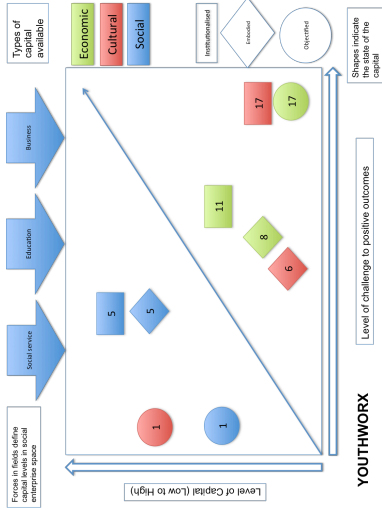 Forces in fields define
capital levels in social
enterprise space
Social service
Education
Business
Types of
capital
available
Economic
Cultural
Social
Level of Capital (Low to High)
5
5
1
1
11
8
6
17
17
Institutionalised
Embodied
Objectified
YOUTHWORX
Level of challenge to positive outcomes
Shapes indicate
the state of the
capital